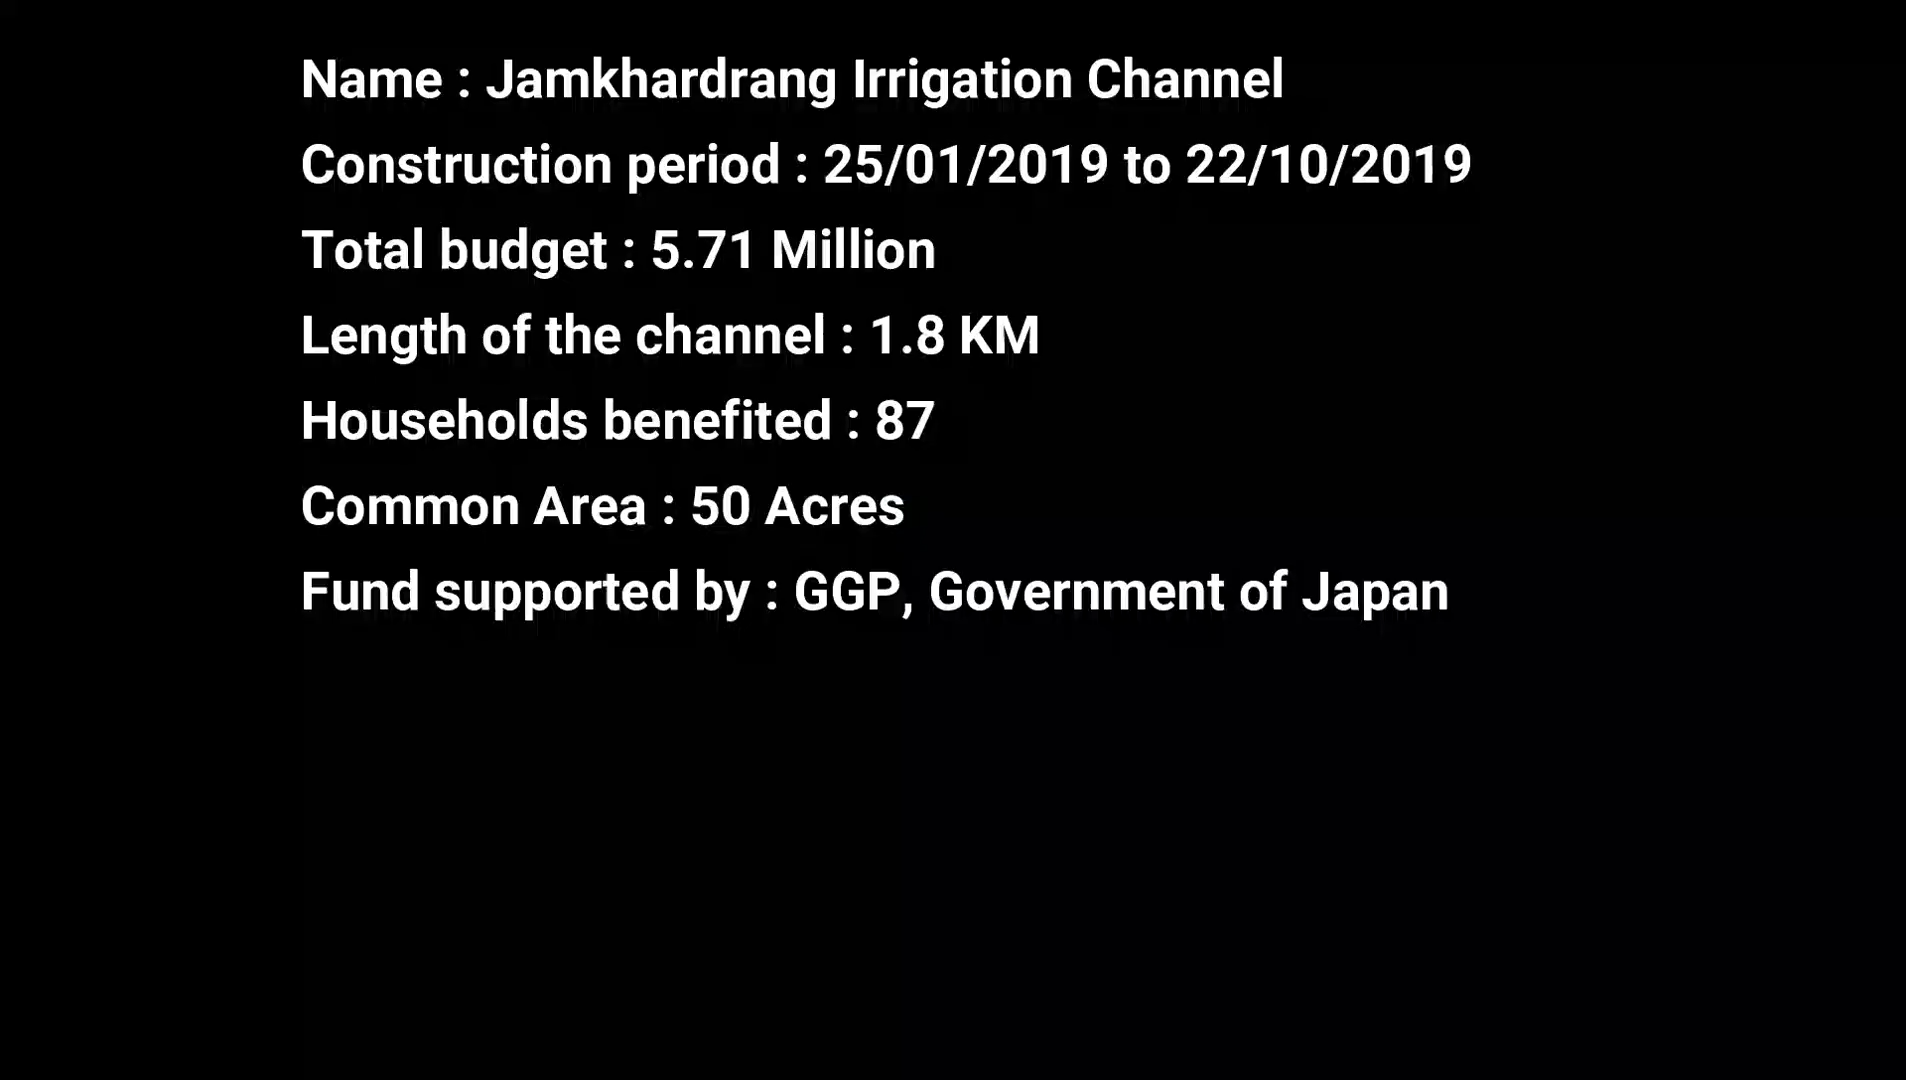 Name : Jamkhardrang Irrigation Channel
Construction period : 25/01/2019 to 22/10/2019
Total budget : 5.71 Million
Length of the channel : 1.8 KM
Households benefited : 87
Common Area : 50 Acres
Fund supported by : GGP, Government of Japan